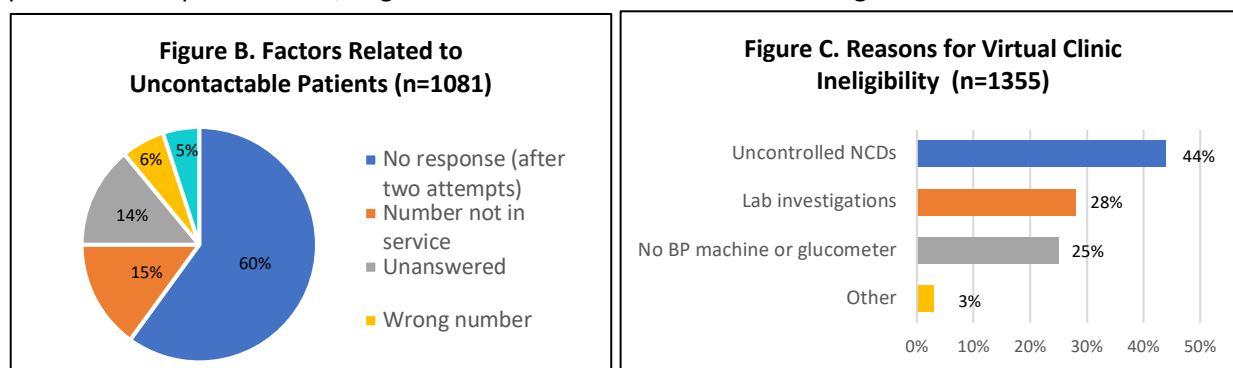 Figure B. Factors Related to
Uncontactable Patients (n=1081)
5%
6%
14%
15%
60%
No response (after
two attempts)
Number not in
service
Unanswered
Wrong number
Figure C. Reasons for Virtual Clinic
Ineligibility (n=1355)
Uncontrolled NCDs
44%
Lab investigations
28%
No BP machine or glucometer
25%
Other
3%
0% 10% 20% 30% 40% 50%